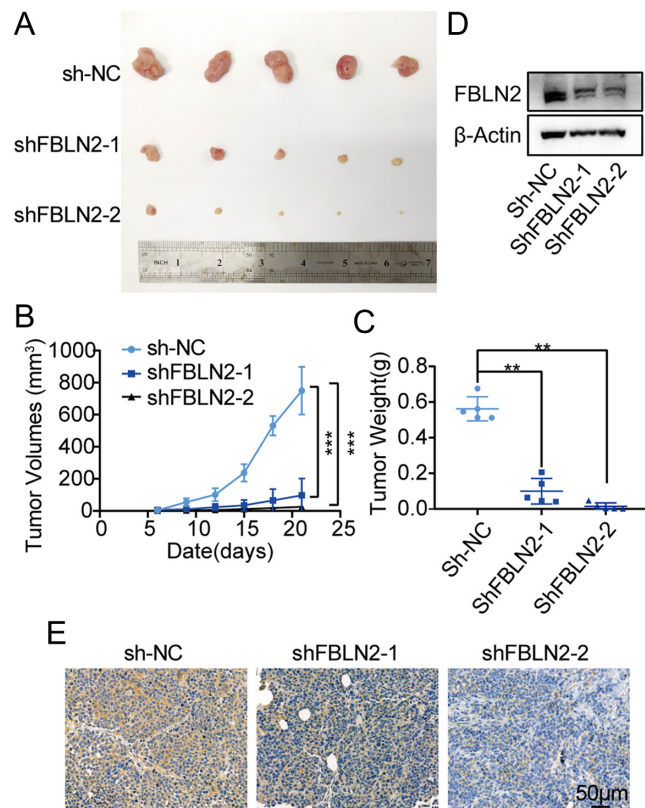 A
sh-NC
shFBLN2-1
shFBLN2-2
INCH 1 2 3 4 5 6 7
D
FBLN2
β-Actin
Sh-NC
ShFBLN2-1
ShFBLN2-2
B
sh-NC
shFBLN2-1
shFBLN2-2
Tumor Volumes (mm³)
1000
800
600
400
200
0
0 5 10 15 20 25
Date(days)
***
***
C
Tumor Weight(g)
0.8
0.6
0.4
0.2
0.0
**
**
Sh-NC
ShFBLN2-1
ShFBLN2-2
E
sh-NC shFBLN2-1 shFBLN2-2
50μm